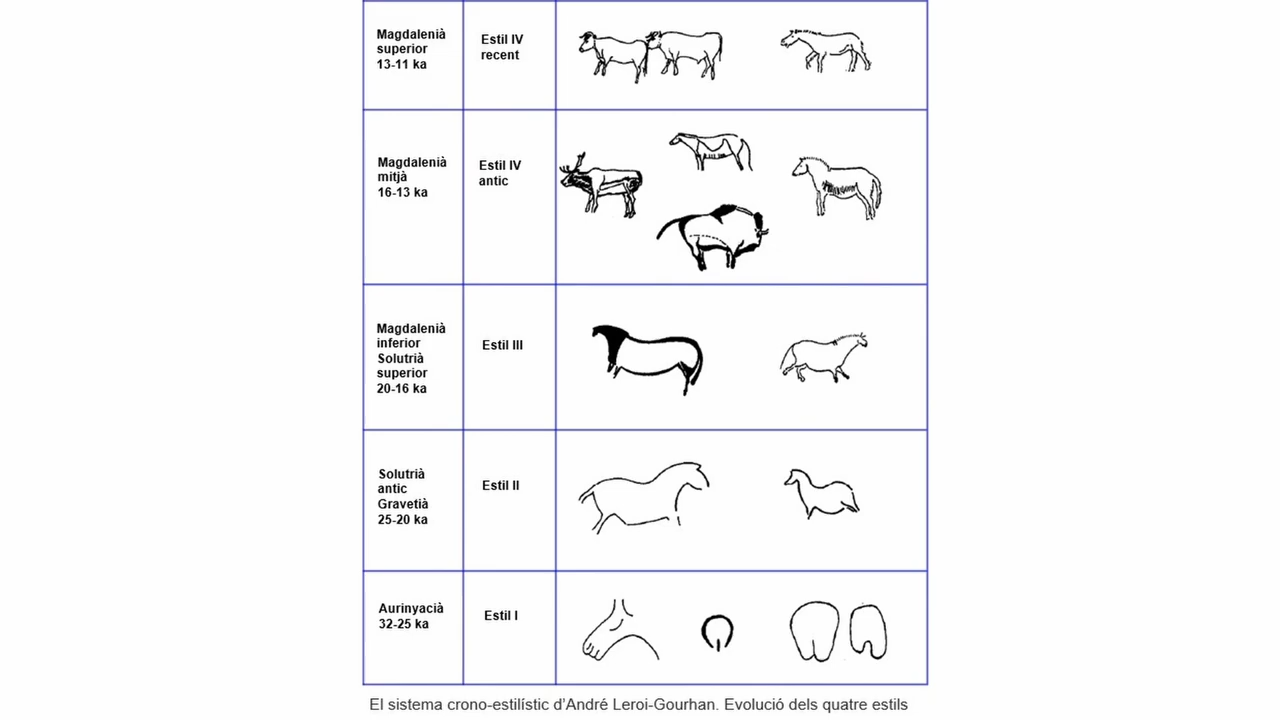 Magdalenià
superior
13-11 ka
Estil IV
recent
Magdalenià
mitjà
16-13 ka
Estil IV
antic
Magdalenià
inferior
Solutrià
superior
20-16 ka
Estil III
Solutrià
antic
Gravetià
25-20 ka
Estil II
Aurinyacià
32-25 ka
Estil I
El sistema crono-estilístic d’André Leroi-Gourhan. Evolució dels quatre estils